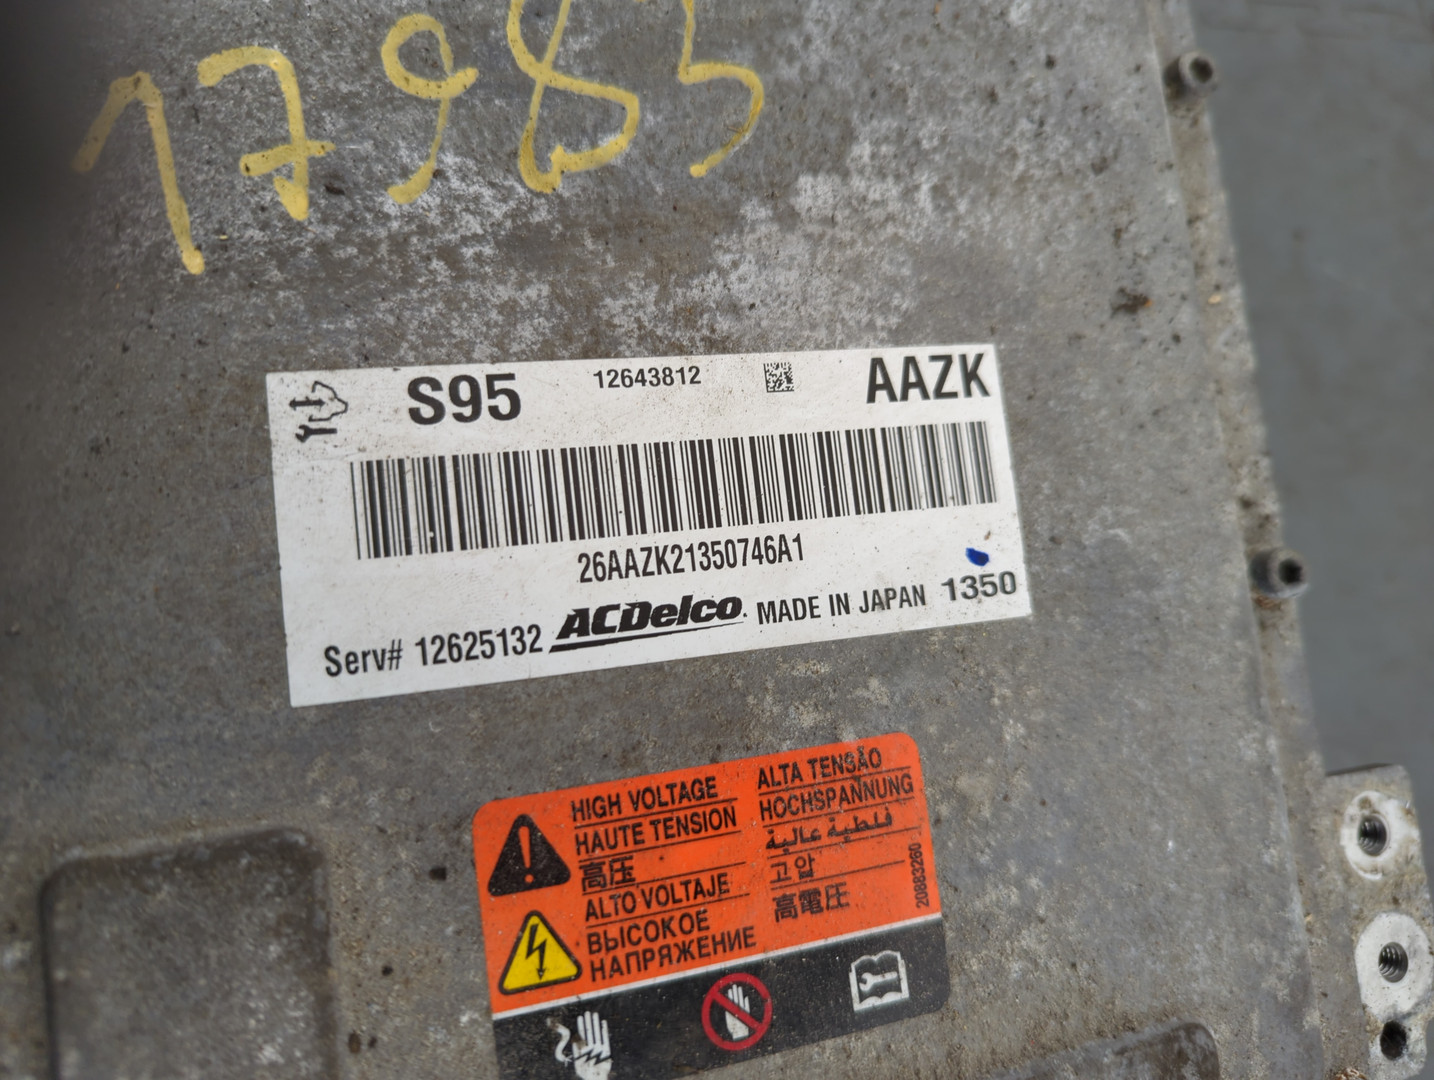 17983
S95 12643812 AAZK
26AAZK21350746A1
Serv# 12625132 ACDelco. MADE IN JAPAN 1350
HIGH VOLTAGE
HAUTE TENSION
高压
ALTO VOLTAJE
ВЫСОКОЕ
НАПРЯЖЕНИЕ
ALTA TENSÃO
HOCHSPANNUNG
فلطية عالية
고압
高電圧
20883260